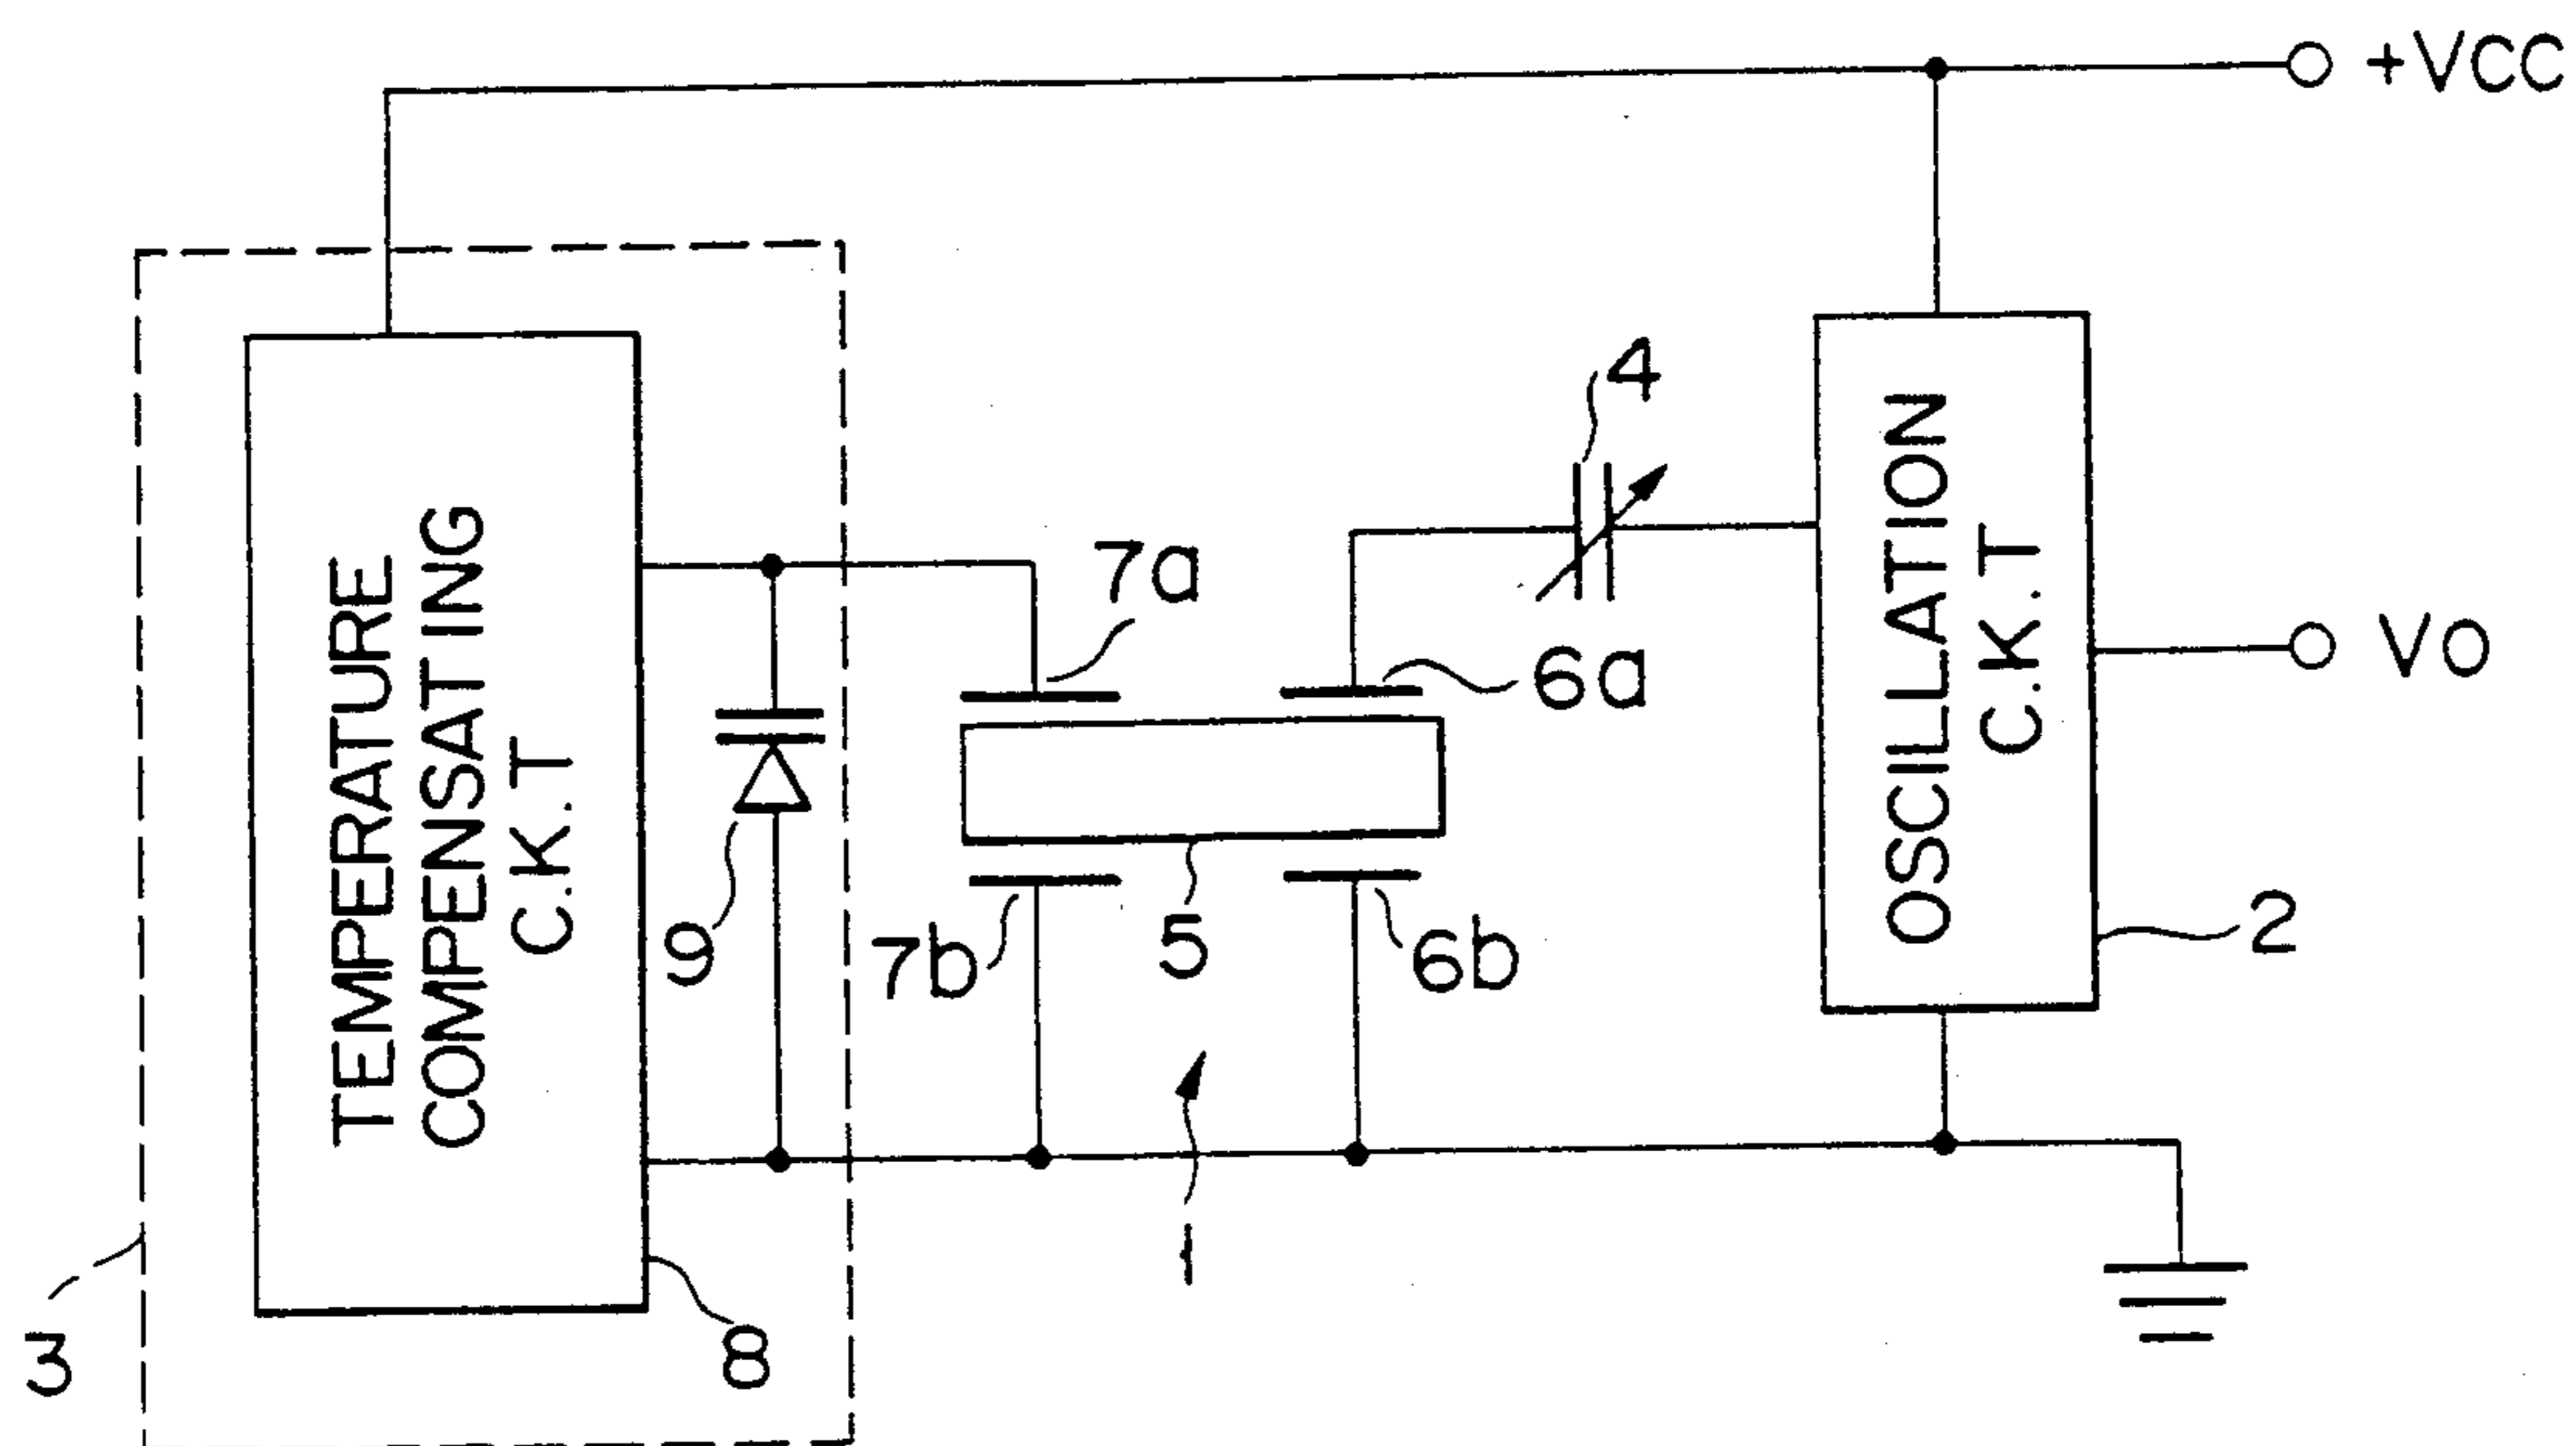 +VCC
4
7a
6a
VO
TEMPERATURE
COMPENSATING
C.K.T
OSCILLATION
C.K.T
9
7b
5
6b
2
1
3
8